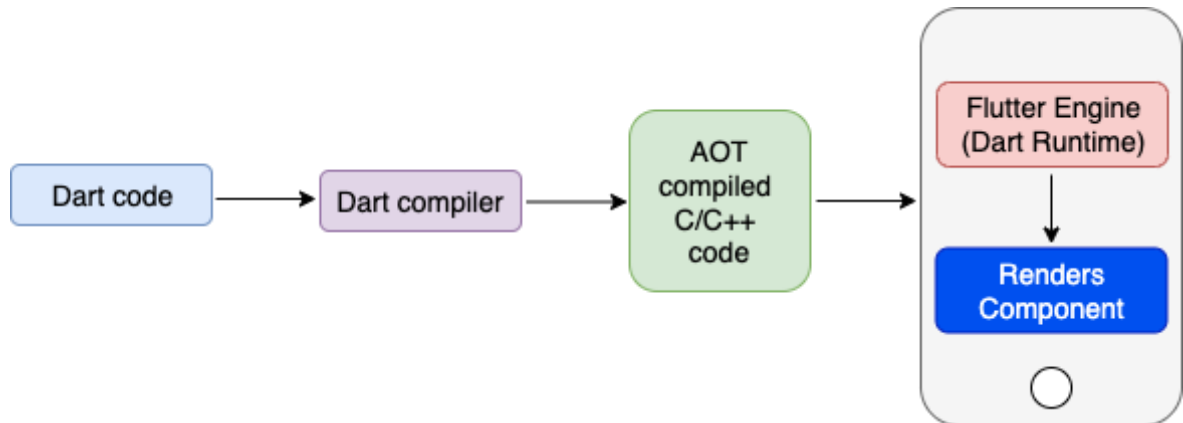 Dart code
Dart compiler
AOT
compiled
C/C++
code
Flutter Engine
(Dart Runtime)
Renders
Component